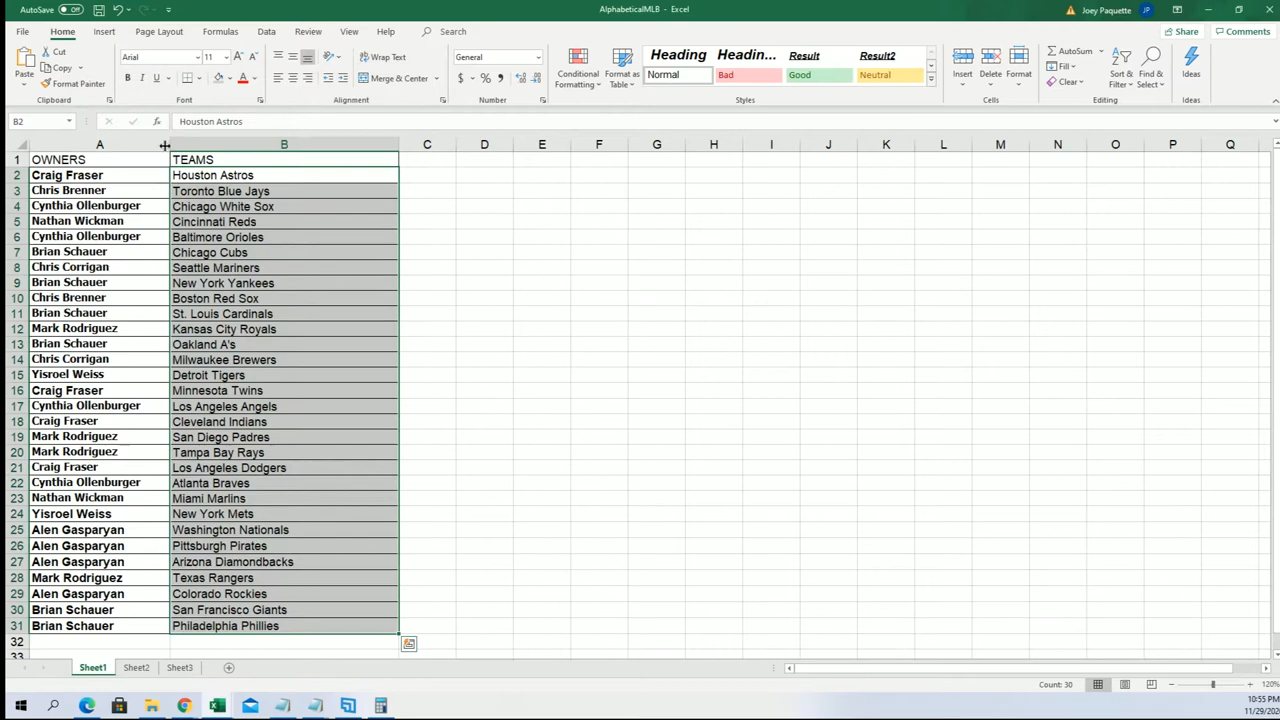 AutoSave Off AlphabeticalMLB - Excel Joey Paquette JP
File Home Insert Page Layout Formulas Data Review View Help Search Share Comments
Cut Arial 11 Wrap Text General Heading Headin... Result Result2 AutoSum
Copy Fill
Paste Format Painter Merge & Center Conditional Formatting Format as Table Normal Bad Good Neutral Insert Delete Format Clear Sort & Filter Find & Select Ideas
Clipboard Font Alignment Number Styles Cells Editing Ideas
B2 fx Houston Astros
A B C D E F G H I J K L M N O P Q
1 OWNERS TEAMS
2 Craig Fraser Houston Astros
3 Chris Brenner Toronto Blue Jays
4 Cynthia Ollenburger Chicago White Sox
5 Nathan Wickman Cincinnati Reds
6 Cynthia Ollenburger Baltimore Orioles
7 Brian Schauer Chicago Cubs
8 Chris Corrigan Seattle Mariners
9 Brian Schauer New York Yankees
10 Chris Brenner Boston Red Sox
11 Brian Schauer St. Louis Cardinals
12 Mark Rodriguez Kansas City Royals
13 Brian Schauer Oakland A's
14 Chris Corrigan Milwaukee Brewers
15 Yisroel Weiss Detroit Tigers
16 Craig Fraser Minnesota Twins
17 Cynthia Ollenburger Los Angeles Angels
18 Craig Fraser Cleveland Indians
19 Mark Rodriguez San Diego Padres
20 Mark Rodriguez Tampa Bay Rays
21 Craig Fraser Los Angeles Dodgers
22 Cynthia Ollenburger Atlanta Braves
23 Nathan Wickman Miami Marlins
24 Yisroel Weiss New York Mets
25 Alen Gasparyan Washington Nationals
26 Alen Gasparyan Pittsburgh Pirates
27 Alen Gasparyan Arizona Diamondbacks
28 Mark Rodriguez Texas Rangers
29 Alen Gasparyan Colorado Rockies
30 Brian Schauer San Francisco Giants
31 Brian Schauer Philadelphia Phillies
32
33
Sheet1 Sheet2 Sheet3
Count: 30 120%
10:55 PM
11/29/20